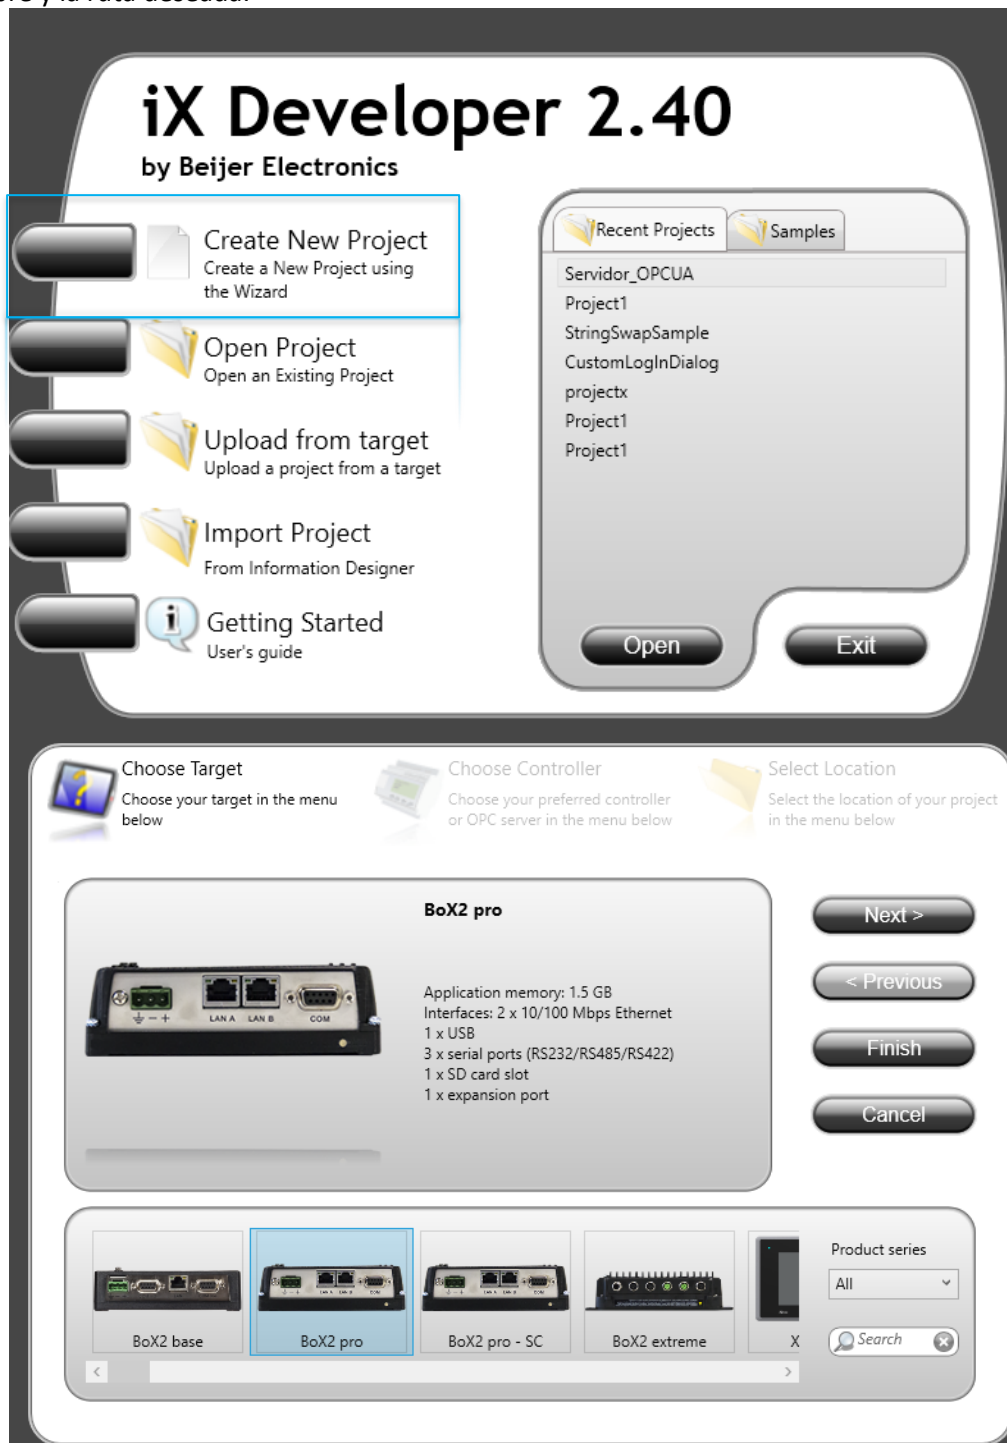 y la ruta deseada.
iX Developer 2.40
by Beijer Electronics
Create New Project
Create a New Project using
the Wizard
Open Project
Open an Existing Project
Upload from target
Upload a project from a target
Import Project
From Information Designer
Getting Started
User's guide
Recent Projects
Samples
Servidor_OPCUA
Project1
StringSwapSample
CustomLogInDialog
projectx
Project1
Project1
Open
Exit
Choose Target
Choose your target in the menu
below
Choose Controller
Choose your preferred controller
or OPC server in the menu below
Select Location
Select the location of your project
in the menu below
BoX2 pro
Application memory: 1.5 GB
Interfaces: 2 x 10/100 Mbps Ethernet
1 x USB
3 x serial ports (RS232/RS485/RS422)
1 x SD card slot
1 x expansion port
LAN A LAN B COM
Next >
< Previous
Finish
Cancel
BoX2 base
BoX2 pro
BoX2 pro - SC
BoX2 extreme
X
Product series
All
Search